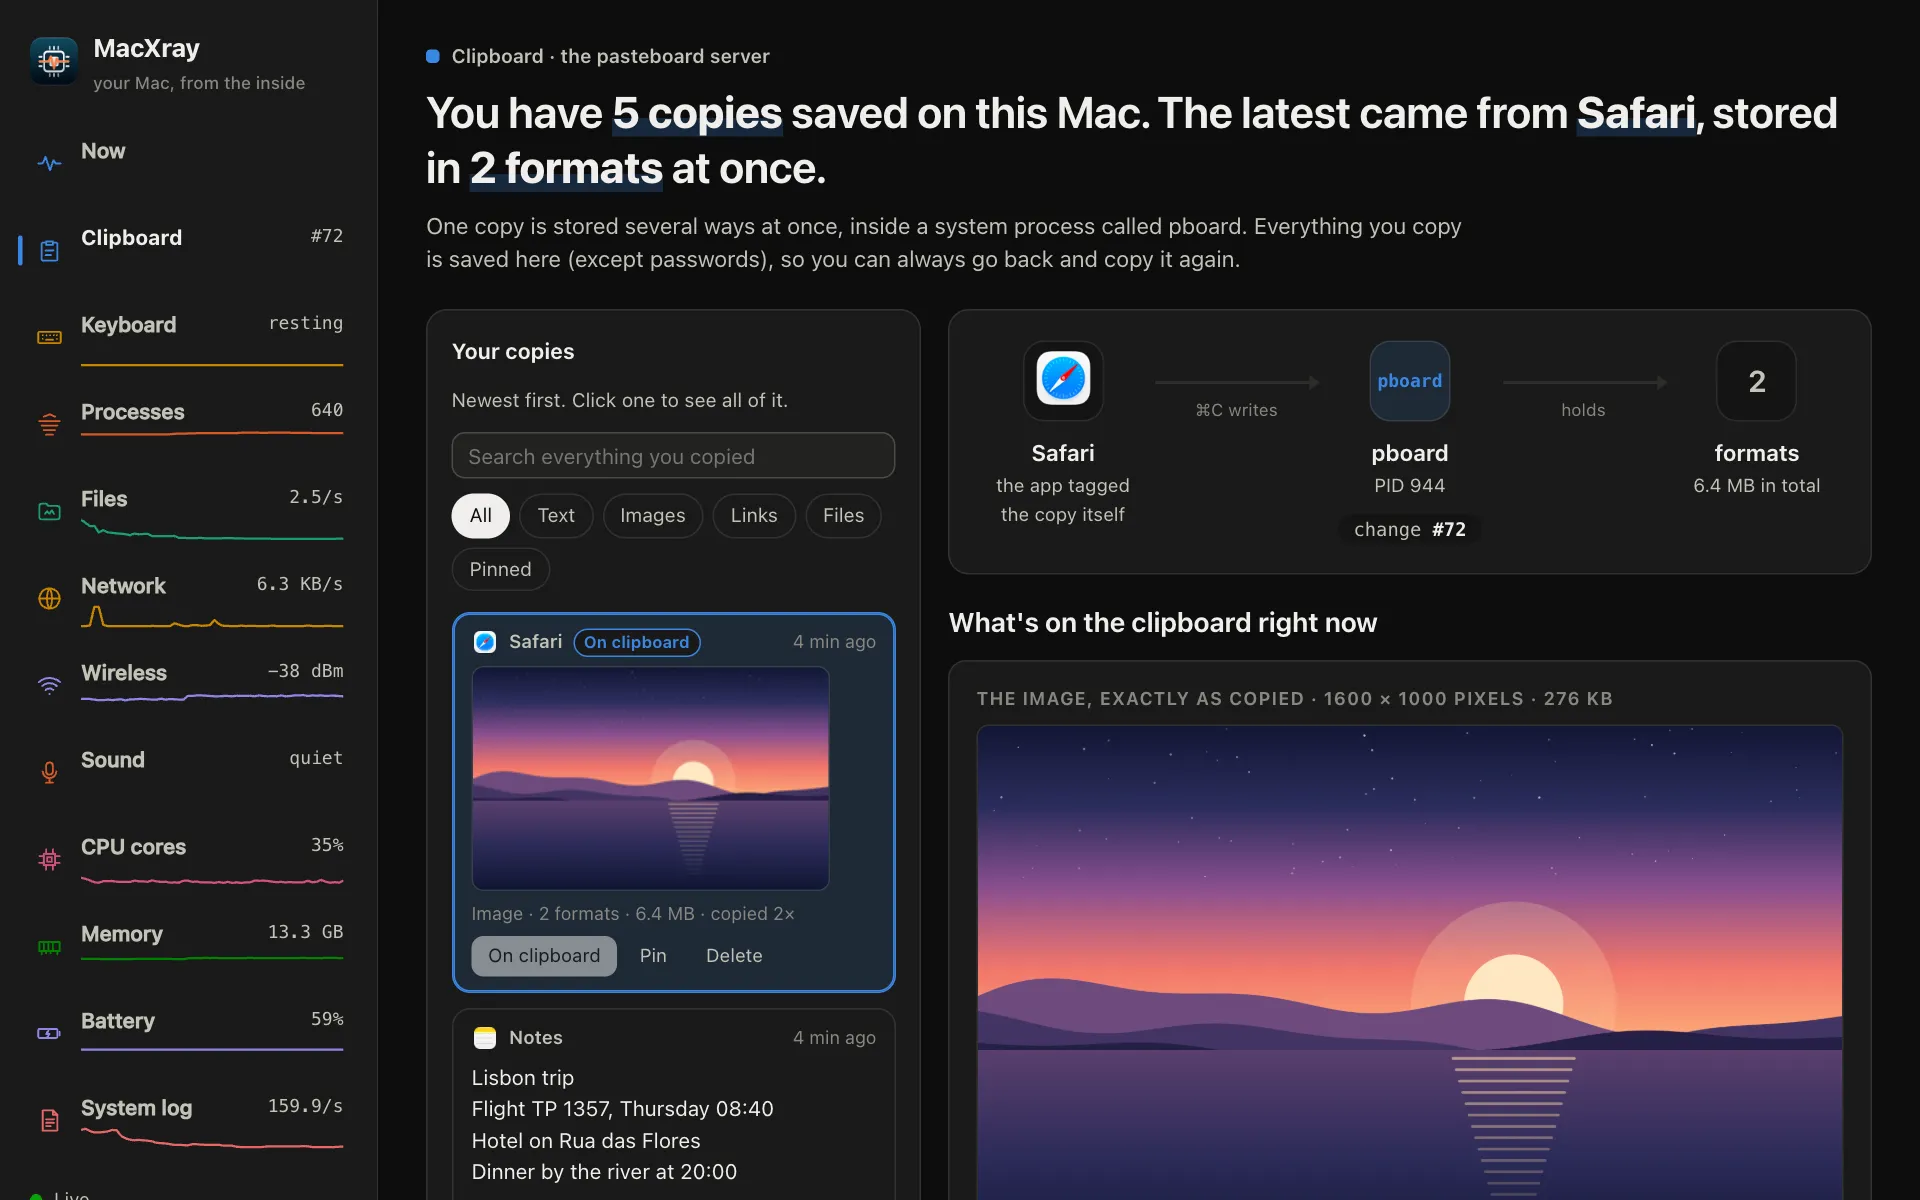 MacXray
your Mac, from the inside
Now
Clipboard #72
Keyboard resting
Processes 640
Files 2.5/s
Network 6.3 KB/s
Wireless −38 dBm
Sound quiet
CPU cores 35%
Memory 13.3 GB
Battery 59%
System log 159.9/s
Live
Clipboard · the pasteboard server
You have 5 copies saved on this Mac. The latest came from Safari, stored
in 2 formats at once.
One copy is stored several ways at once, inside a system process called pboard. Everything you copy
is saved here (except passwords), so you can always go back and copy it again.
Your copies
Newest first. Click one to see all of it.
Search everything you copied
All Text Images Links Files
Pinned
Safari On clipboard 4 min ago
Image · 2 formats · 6.4 MB · copied 2×
On clipboard Pin Delete
Notes 4 min ago
Lisbon trip
Flight TP 1357, Thursday 08:40
Hotel on Rua das Flores
Dinner by the river at 20:00
pboard 2
⌘C writes holds
Safari pboard formats
the app tagged PID 944 6.4 MB in total
the copy itself
change #72
What's on the clipboard right now
THE IMAGE, EXACTLY AS COPIED · 1600 × 1000 PIXELS · 276 KB